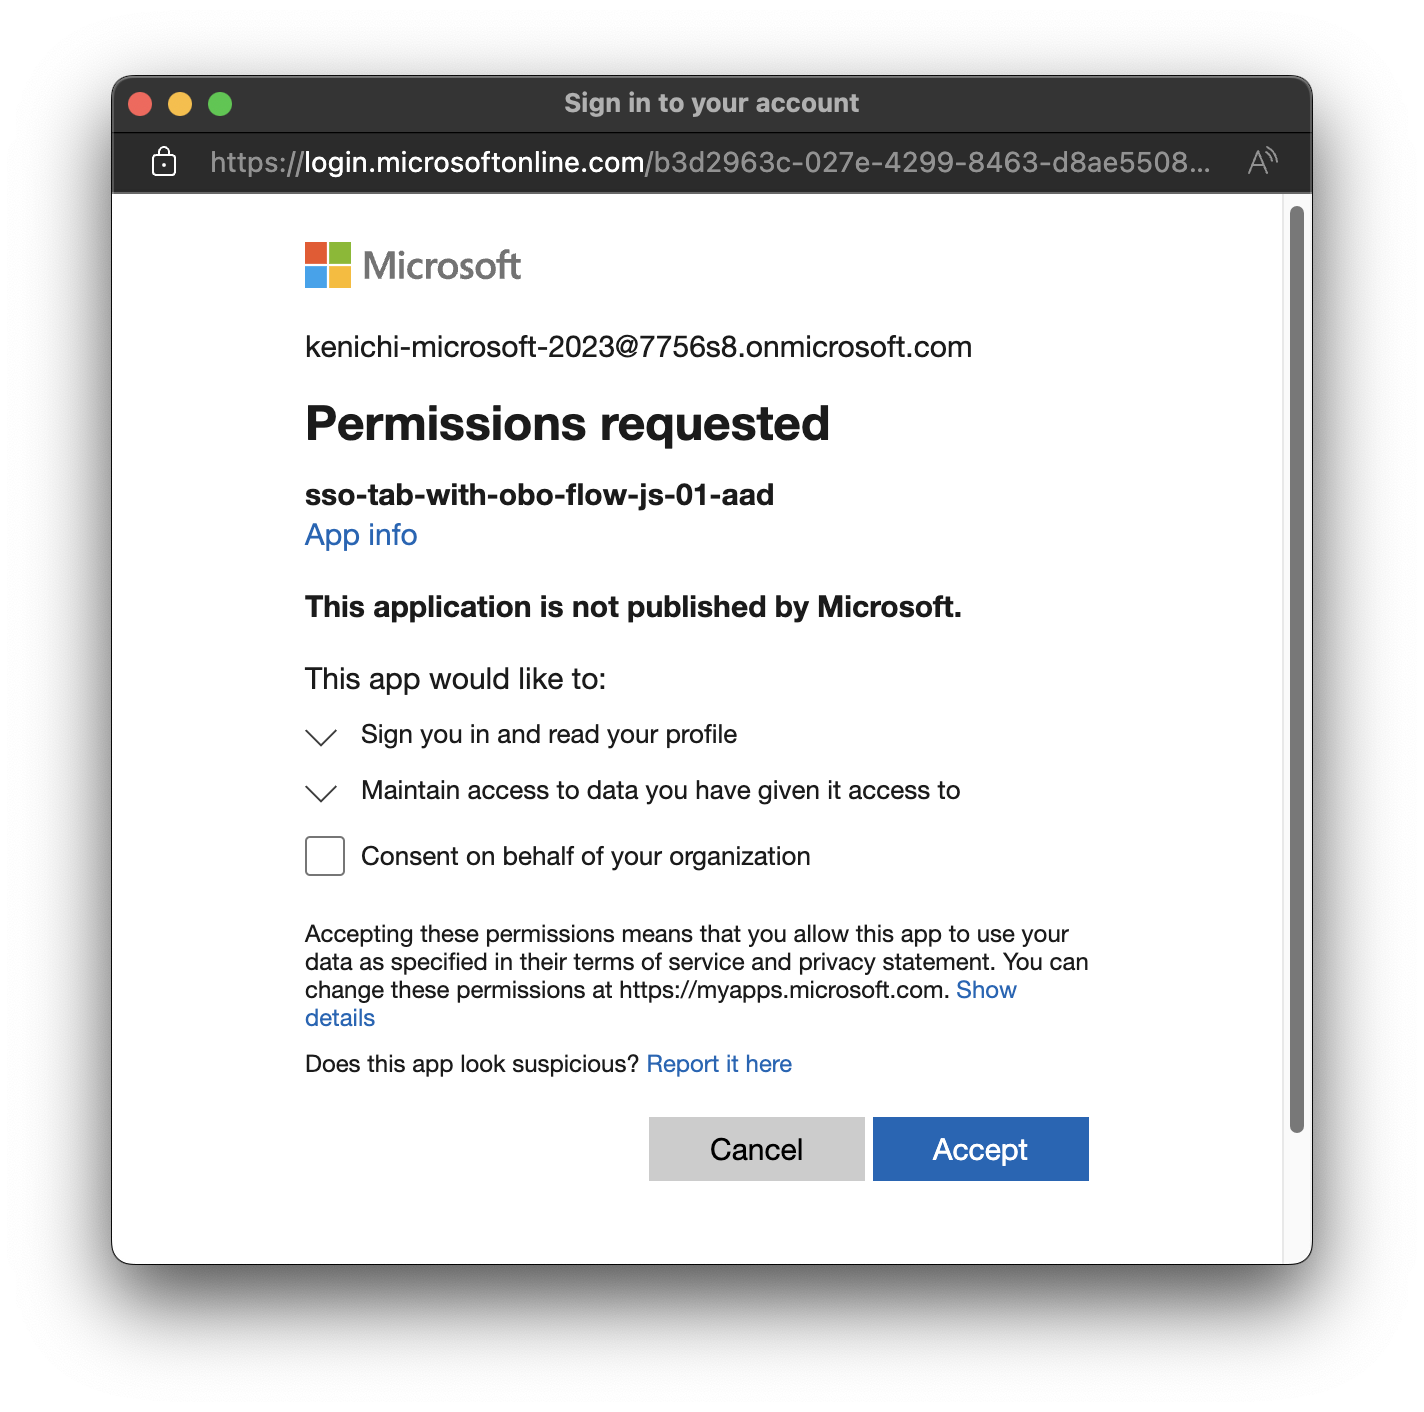 Sign in to your account
https://login.microsoftonline.com/b3d2963c-027e-4299-8463-d8ae5508...
Microsoft
kenichi-microsoft-2023@7756s8.onmicrosoft.com
Permissions requested
sso-tab-with-obo-flow-js-01-aad
App info
This application is not published by Microsoft.
This app would like to:
Sign you in and read your profile
Maintain access to data you have given it access to
Consent on behalf of your organization
Accepting these permissions means that you allow this app to use your
data as specified in their terms of service and privacy statement. You can
change these permissions at https://myapps.microsoft.com. Show
details
Does this app look suspicious? Report it here
Cancel
Accept